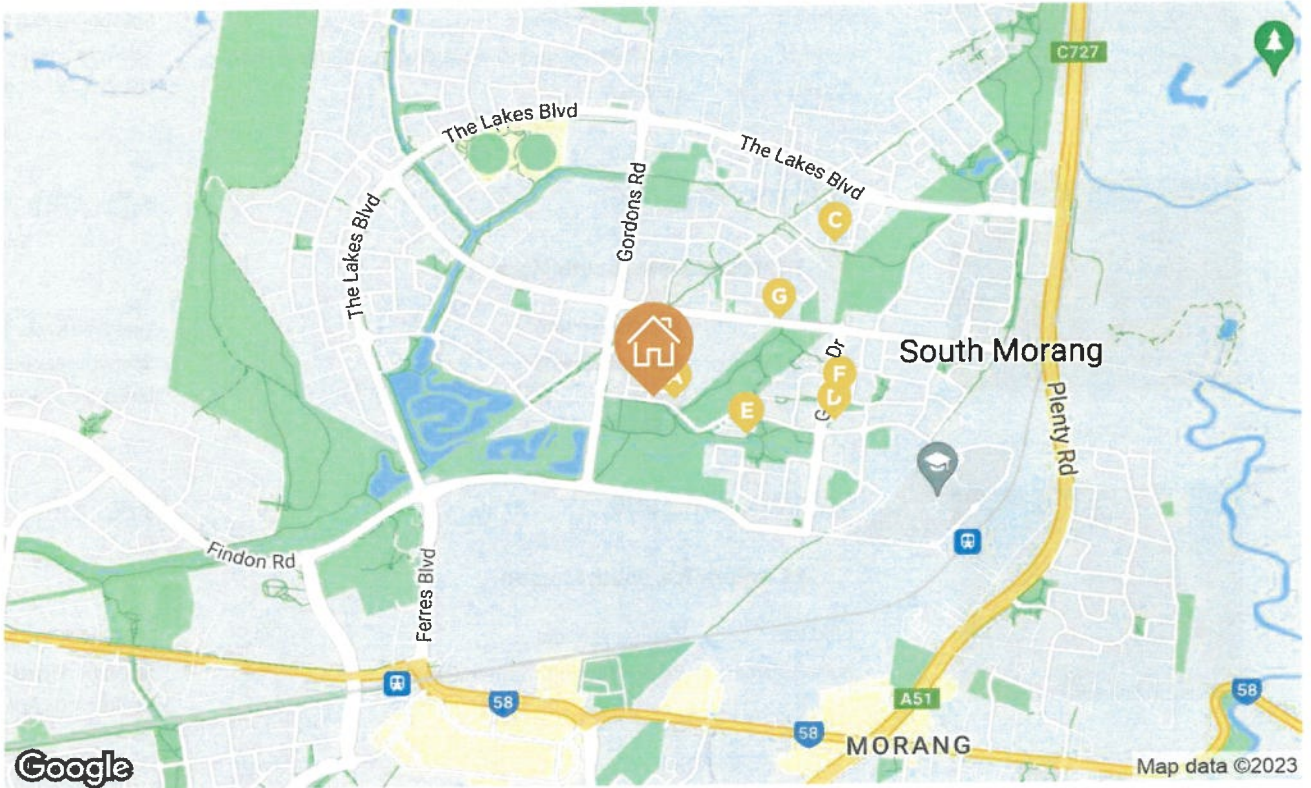 C727
The Lakes Blvd
The Lakes Blvd
Gordons Rd
The Lakes Blvd
C
G
South Morang
Dr
F
A
D
E
G
Plenty Rd
Findon Rd
Ferres Blvd
58
A51
58
58
MORANG
Google
Map data ©2023